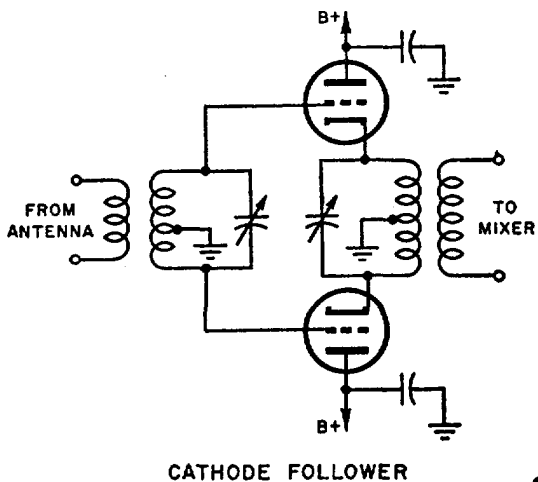 B+
FROM
ANTENNA
TO
MIXER
B+
CATHODE FOLLOWER